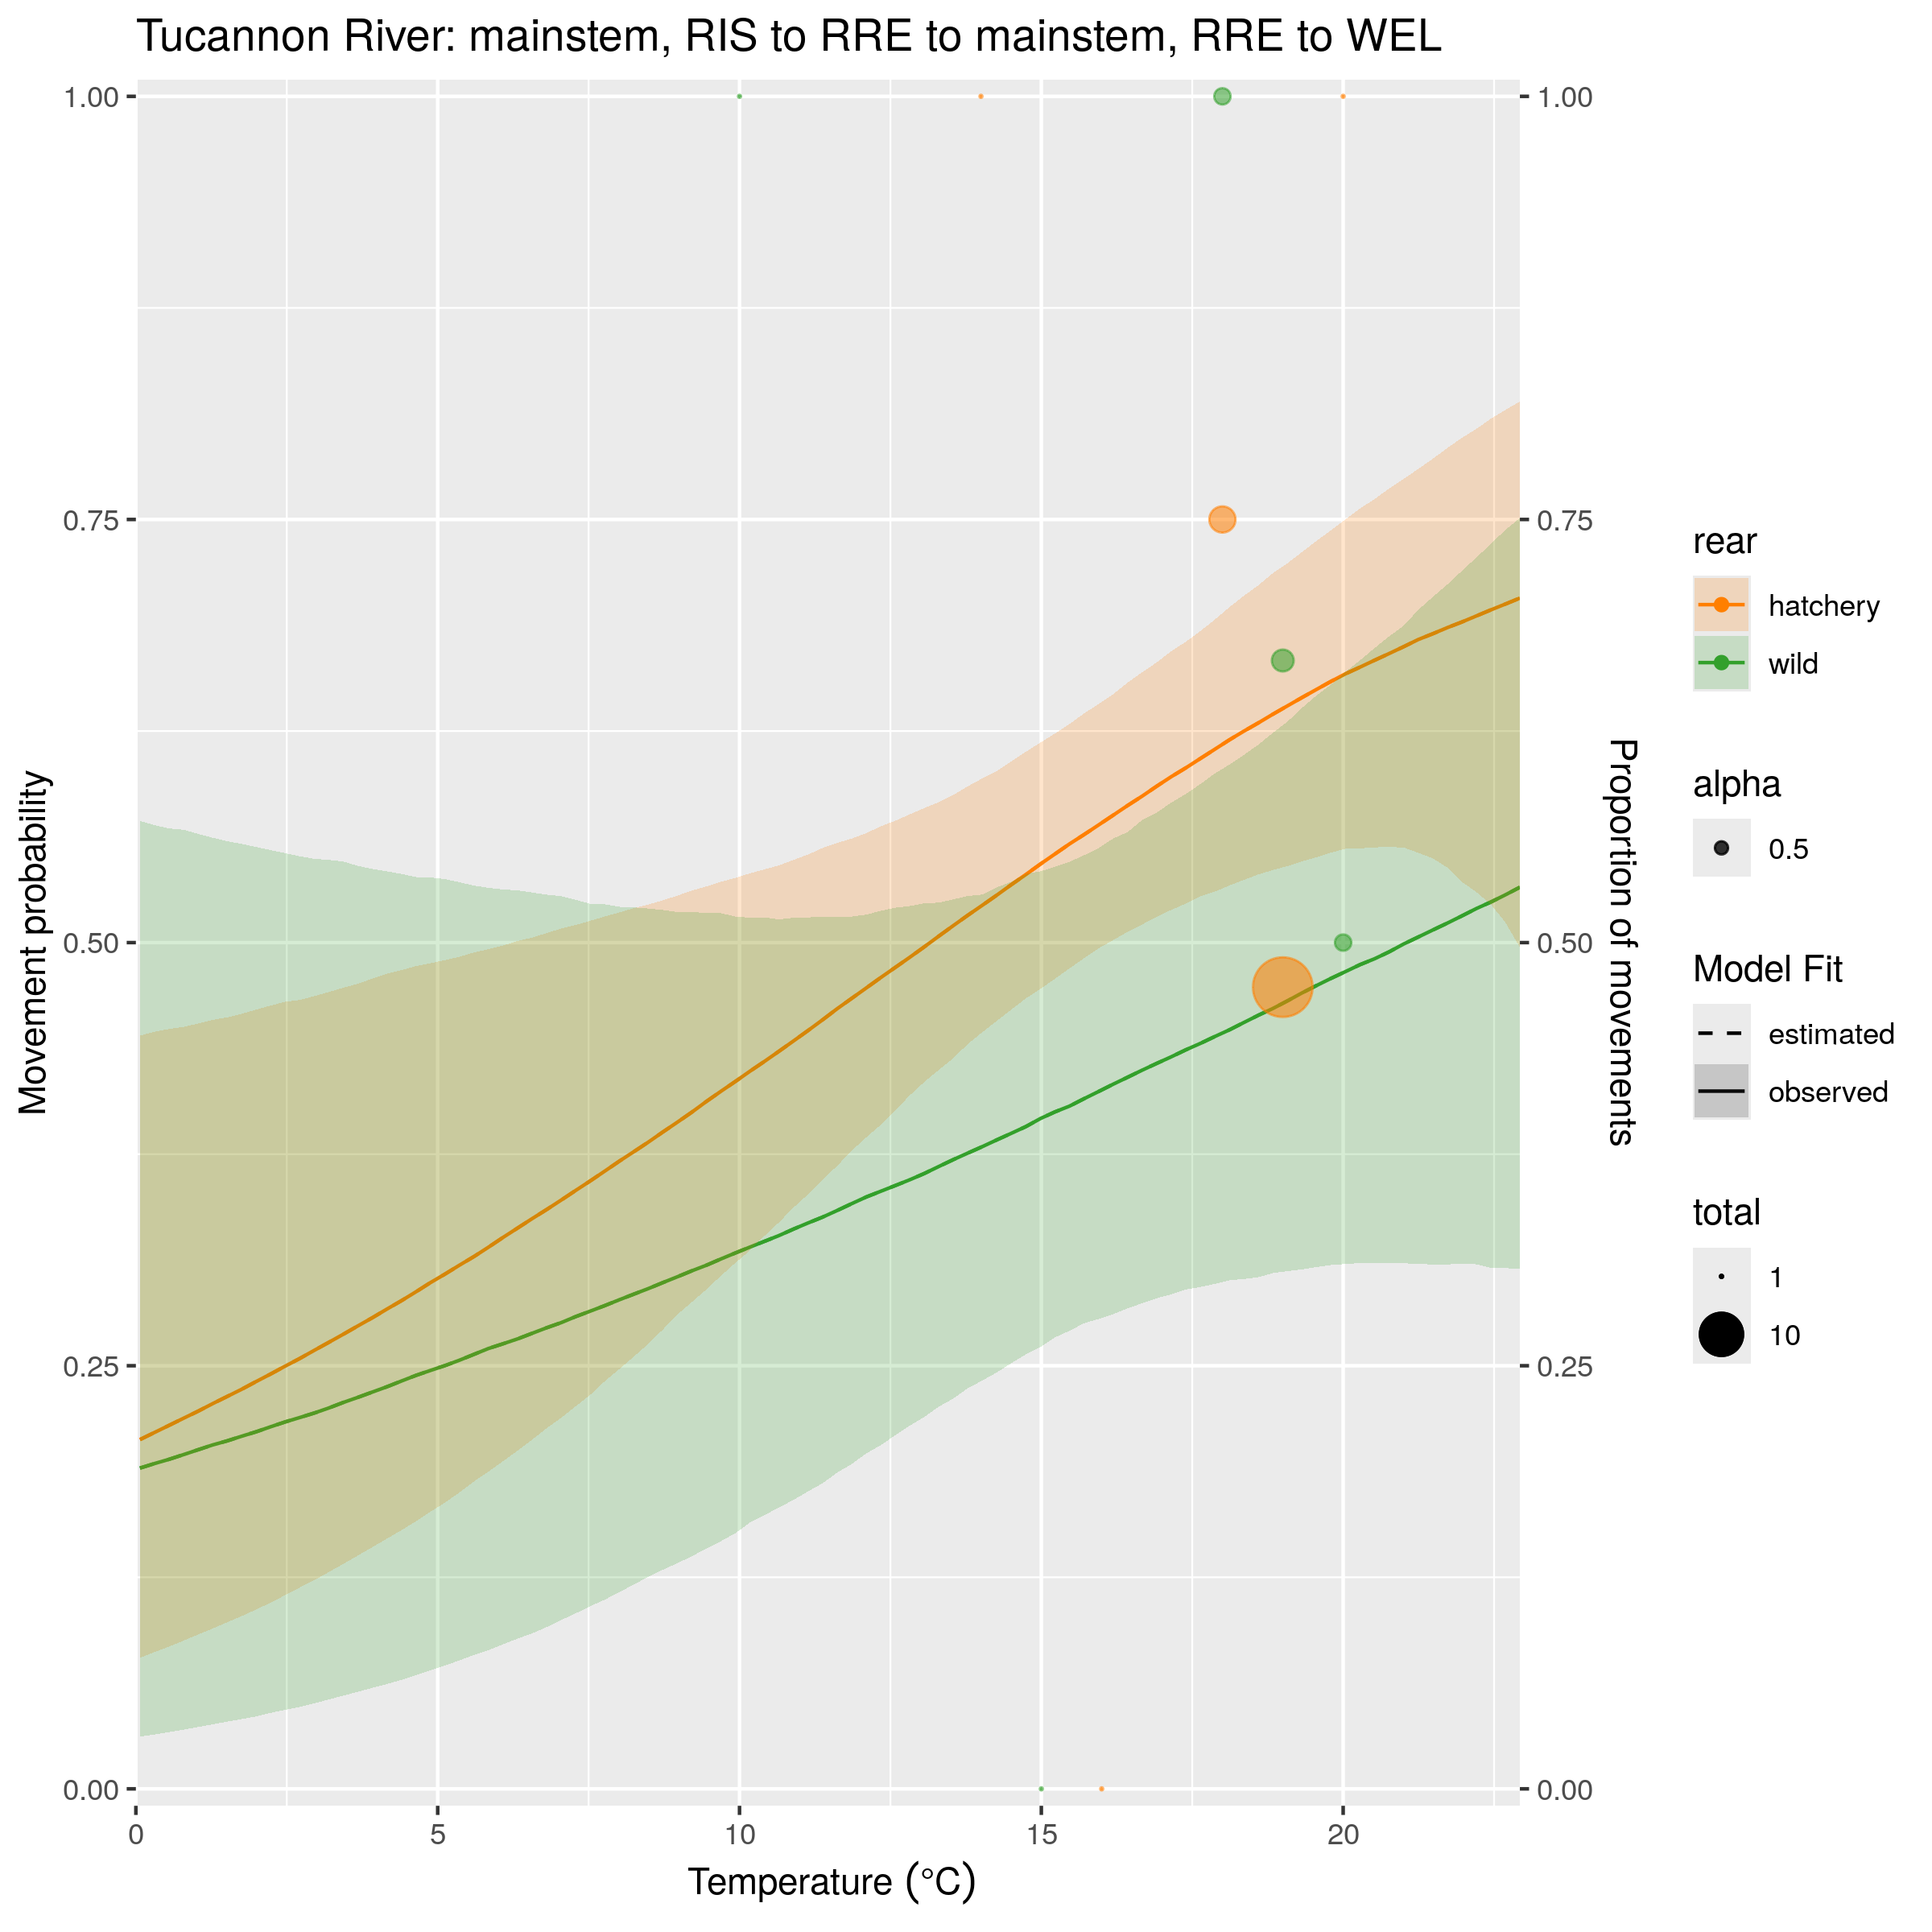 Tucannon River: mainstem, RIS to RRE to mainstem, RRE to WEL
Movement probability
1.00
0.75
0.50
0.25
0.00
0
5
10
15
20
Temperature (°C)
1.00
0.75
0.50
0.25
0.00
Proportion of movements
rear
hatchery
wild
alpha
0.5
Model Fit
estimated
observed
total
1
10